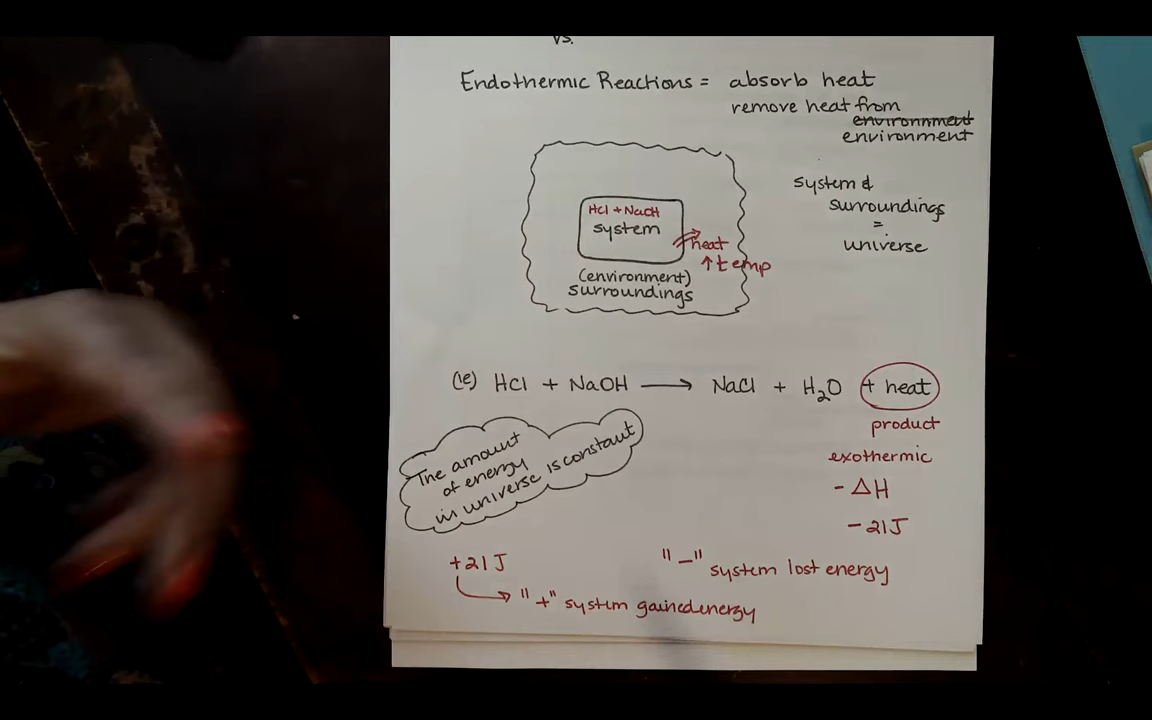 vs.
Endothermic Reactions = absorb heat
remove heat from
environnment
environment
system &
surroundings
=
universe
HCl + NaOH
system
heat
↑temp
(environment)
surroundings
(ie) HCl + NaOH → NaCl + H₂O + heat
product
exothermic
- ΔH
- 21J
The amount
of energy
in universe is constant
+21J
"-" system lost energy
"+" system gained energy